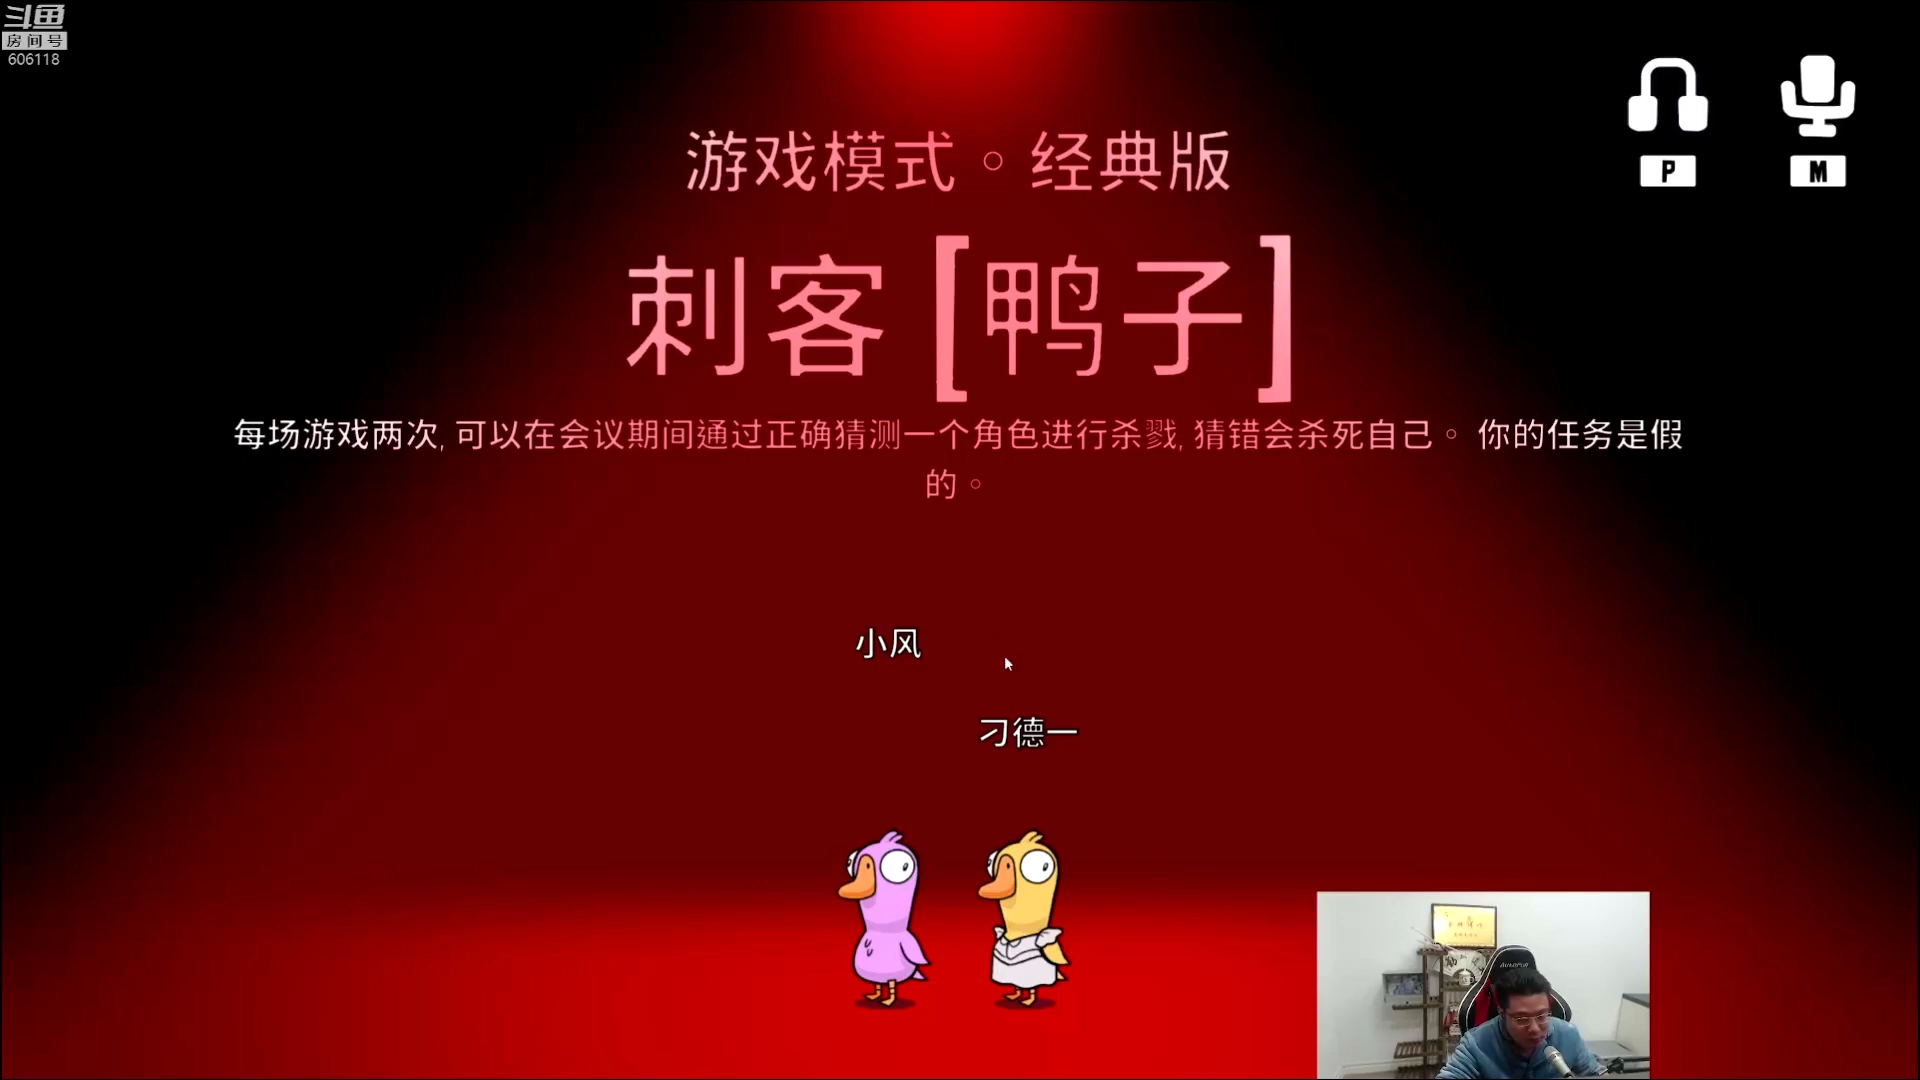 斗鱼
房间号
606118
P
M
游戏模式。经典版
刺客 [鸭子]
每场游戏两次, 可以在会议期间通过正确猜测一个角色进行杀戮, 猜错会杀死自己。 你的任务是假
的。
小风
刁德一